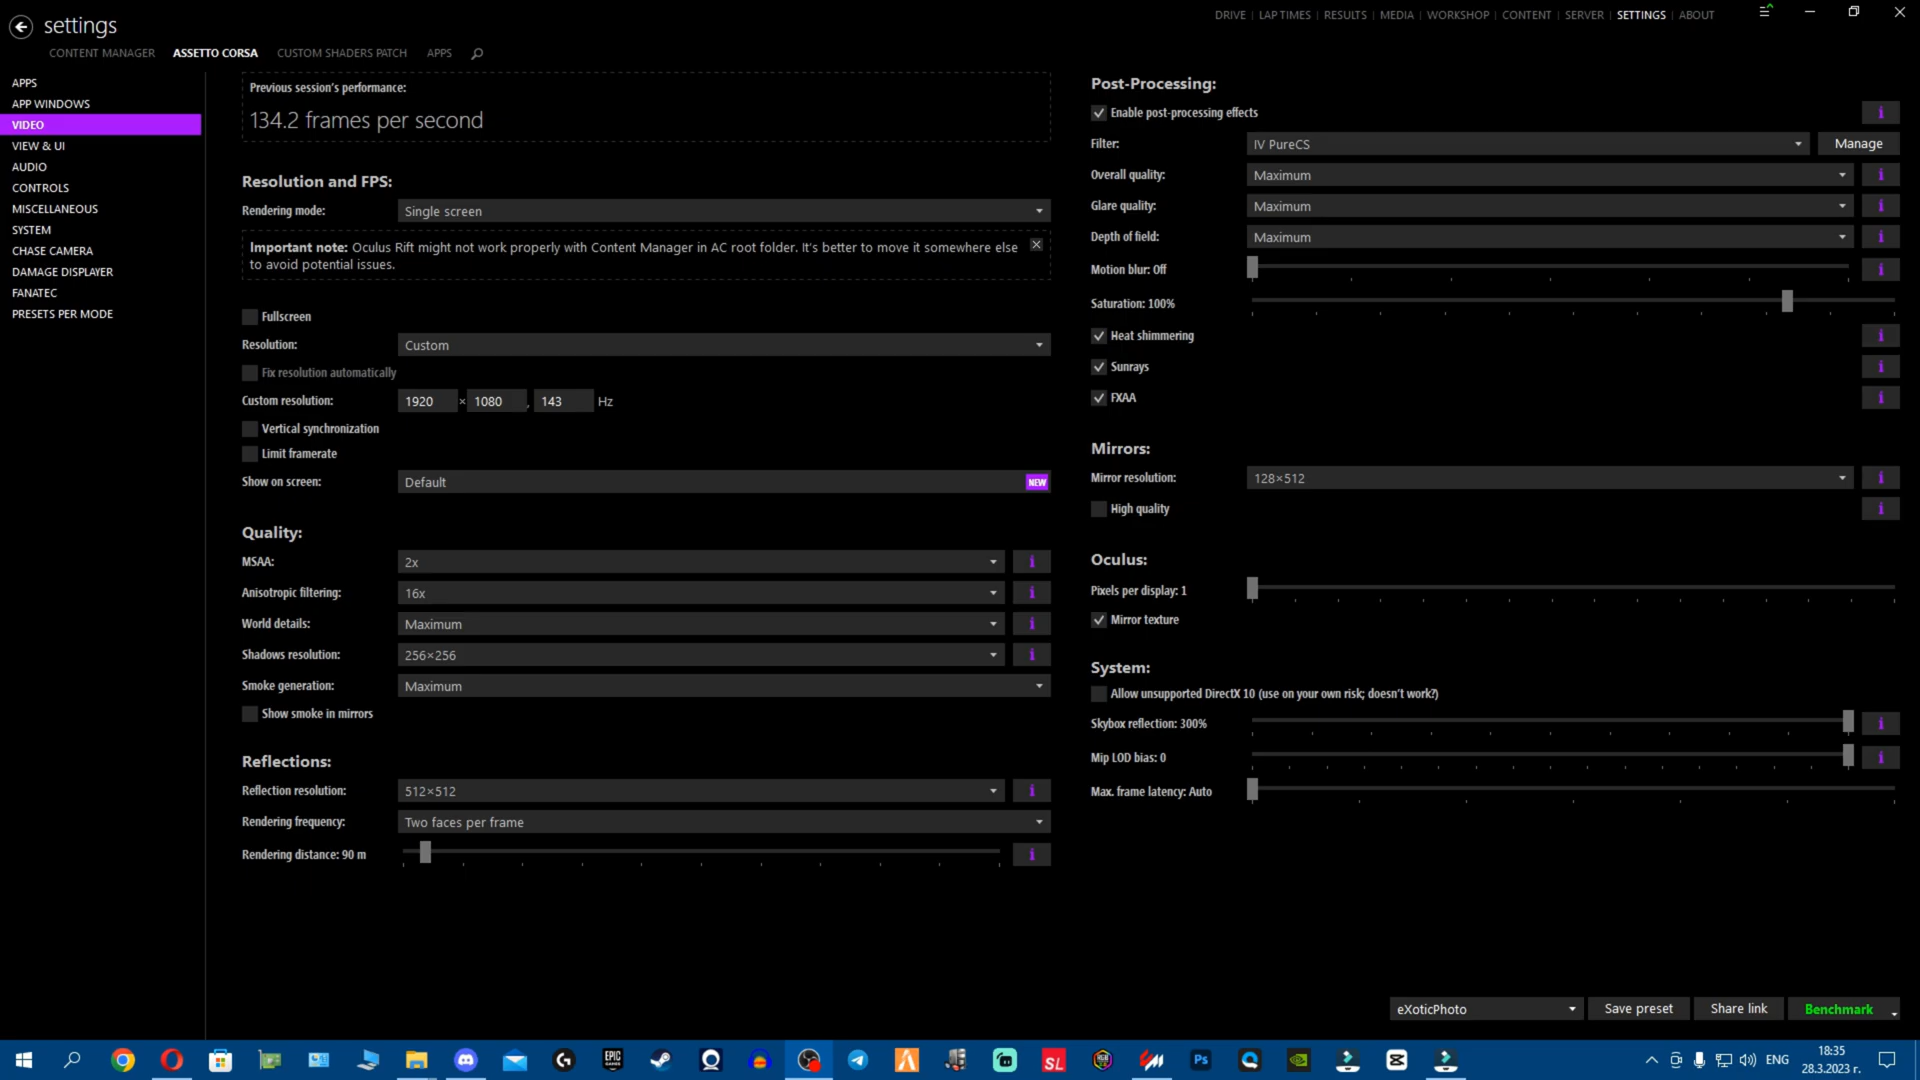 settings
DRIVE | LAP TIMES | RESULTS | MEDIA | WORKSHOP | CONTENT | SERVER | SETTINGS | ABOUT
CONTENT MANAGER ASSETTO CORSA CUSTOM SHADERS PATCH APPS
APPS
APP WINDOWS
VIDEO
VIEW & UI
AUDIO
CONTROLS
MISCELLANEOUS
SYSTEM
CHASE CAMERA
DAMAGE DISPLAYER
FANATEC
PRESETS PER MODE
Previous session's performance:
134.2 frames per second
Resolution and FPS:
Rendering mode: Single screen
Important note: Oculus Rift might not work properly with Content Manager in AC root folder. It's better to move it somewhere else
to avoid potential issues.
Fullscreen
Resolution: Custom
Fix resolution automatically
Custom resolution: 1920 × 1080 , 143 Hz
Vertical synchronization
Limit framerate
Show on screen: Default NEW
Quality:
MSAA: 2x
Anisotropic filtering: 16x
World details: Maximum
Shadows resolution: 256×256
Smoke generation: Maximum
Show smoke in mirrors
Reflections:
Reflection resolution: 512×512
Rendering frequency: Two faces per frame
Rendering distance: 90 m
Post-Processing:
Enable post-processing effects
Filter: IV PureCS Manage
Overall quality: Maximum
Glare quality: Maximum
Depth of field: Maximum
Motion blur: Off
Saturation: 100%
Heat shimmering
Sunrays
FXAA
Mirrors:
Mirror resolution: 128×512
High quality
Oculus:
Pixels per display: 1
Mirror texture
System:
Allow unsupported DirectX 10 (use on your own risk; doesn't work?)
Skybox reflection: 300%
Mip LOD bias: 0
Max. frame latency: Auto
eXoticPhoto Save preset Share link Benchmark
EPIC GAMES
SL
Ps
ENG
18:35
28.3.2023 г.